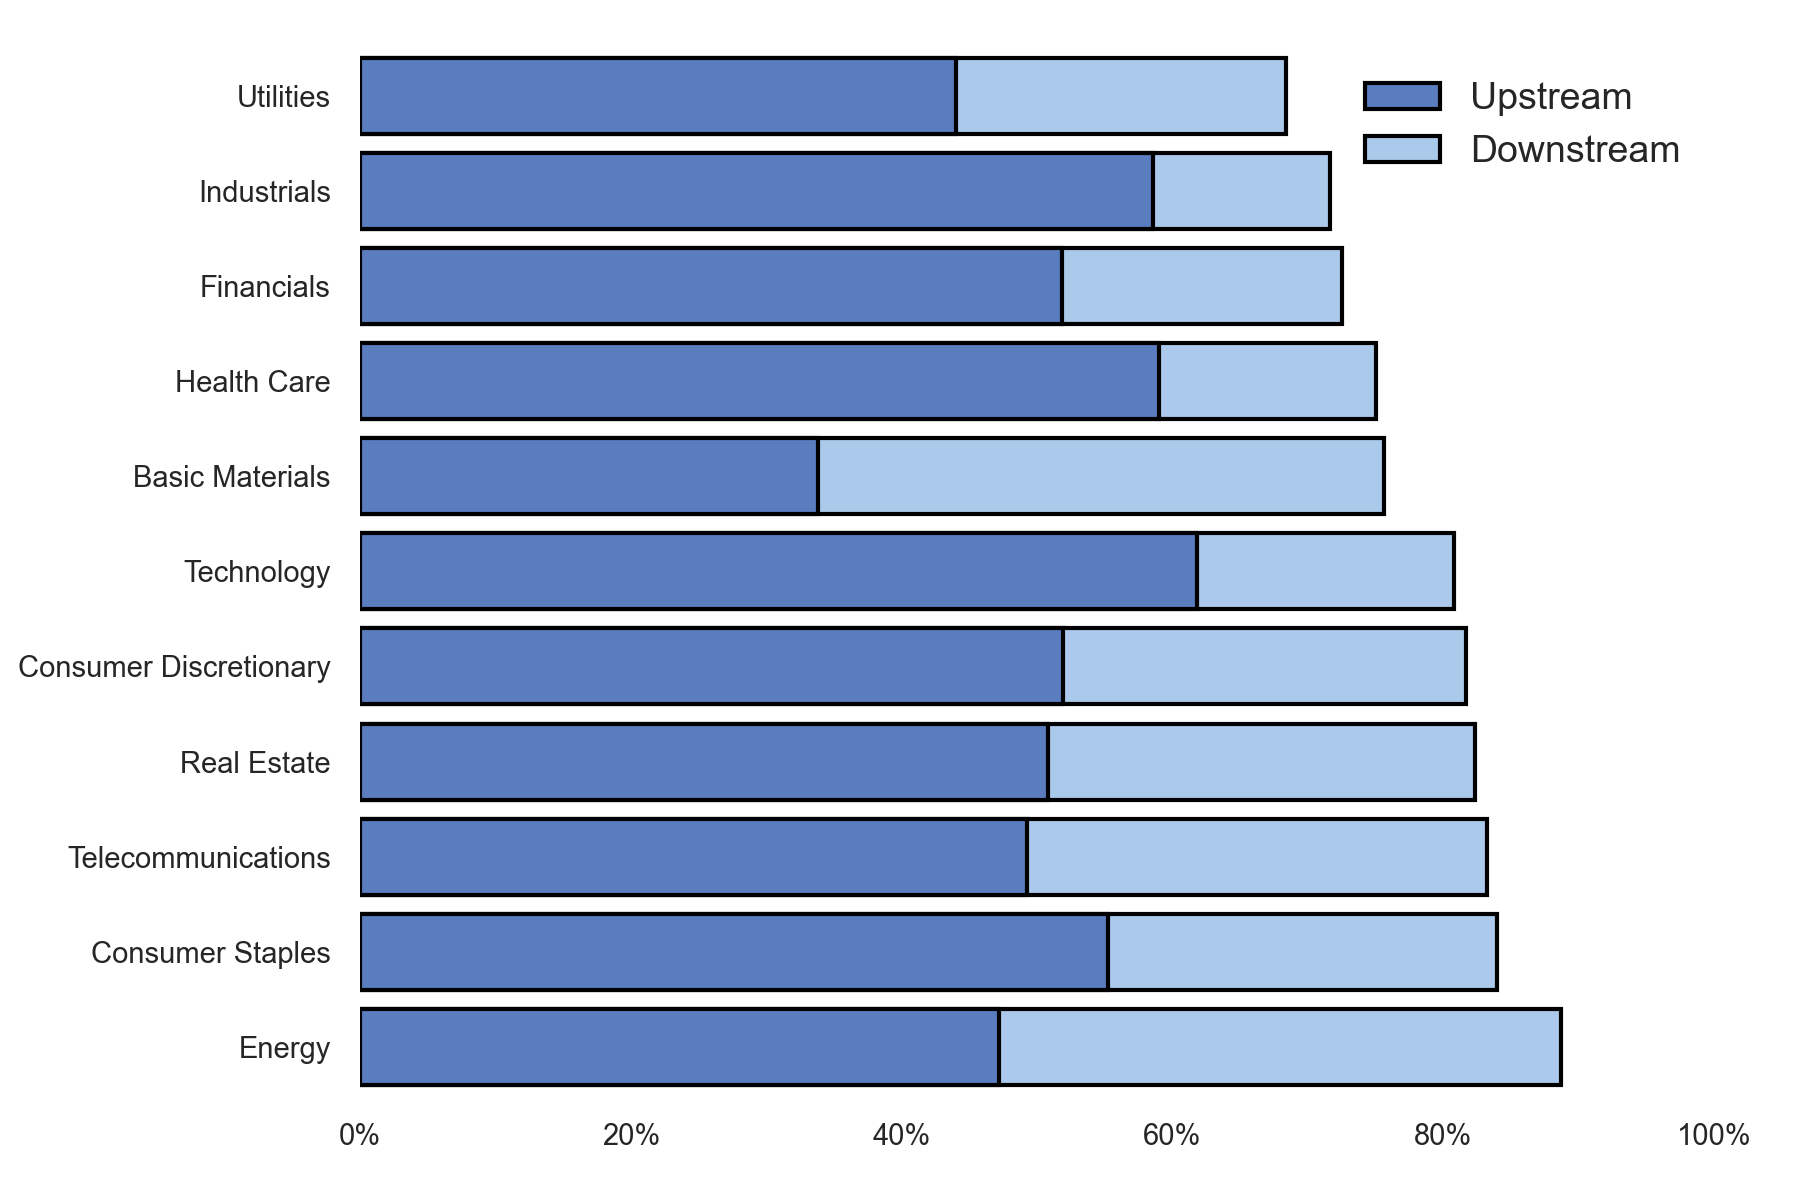 Utilities
Industrials
Financials
Health Care
Basic Materials
Technology
Consumer Discretionary
Real Estate
Telecommunications
Consumer Staples
Energy
Upstream
Downstream
0% 20% 40% 60% 80% 100%